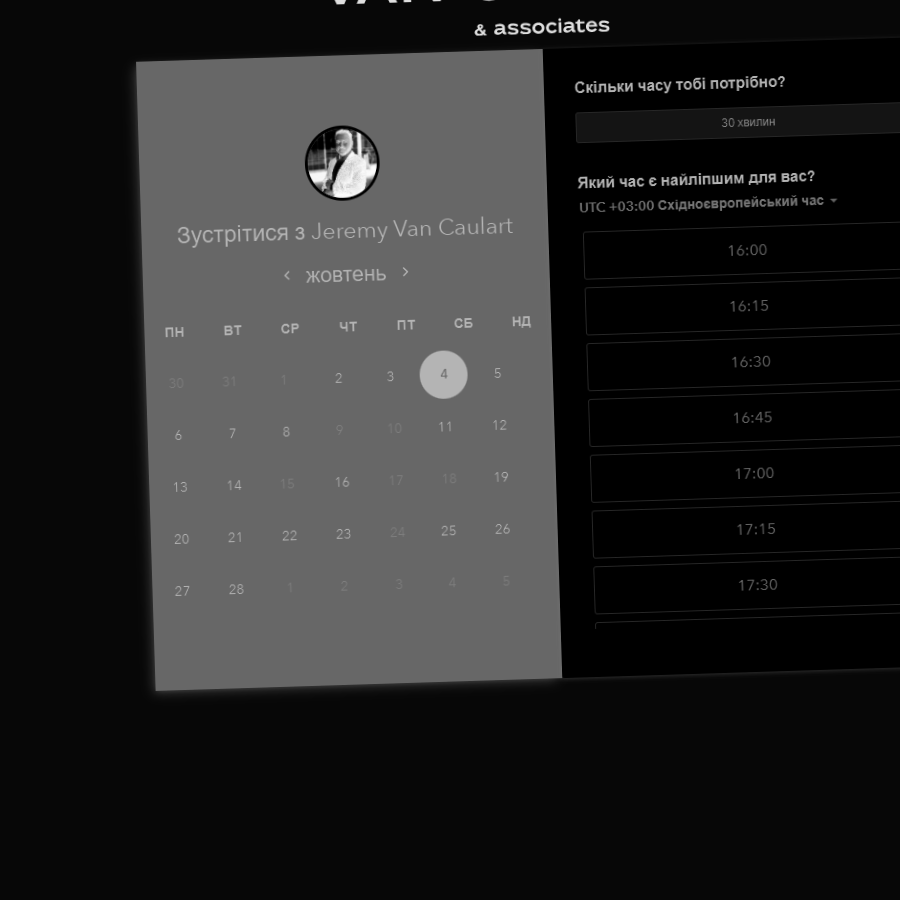 & associates
Зустрітися з Jeremy Van Caulart
‹ жовтень ›
ПН ВТ СР ЧТ ПТ СБ НД
30 31 1 2 3 4 5
6 7 8 9 10 11 12
13 14 15 16 17 18 19
20 21 22 23 24 25 26
27 28 1 2 3 4 5
Скільки часу тобі потрібно?
30 хвилин
Який час є найліпшим для вас?
UTC +03:00 Східноєвропейський час
16:00
16:15
16:30
16:45
17:00
17:15
17:30